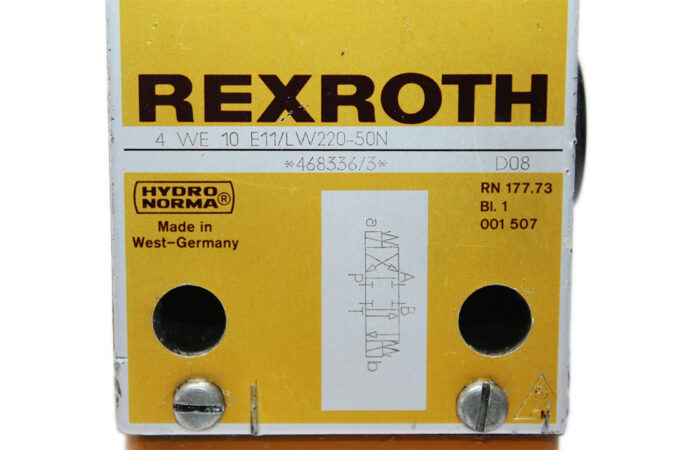 REXROTH
4 WE 10 E11/LW220-50N
*468336/3* D08
HYDRO
NORMA®
Made in
West-Germany
RN 177.73
Bl. 1
001 507
a
A
P
B
T
b
M